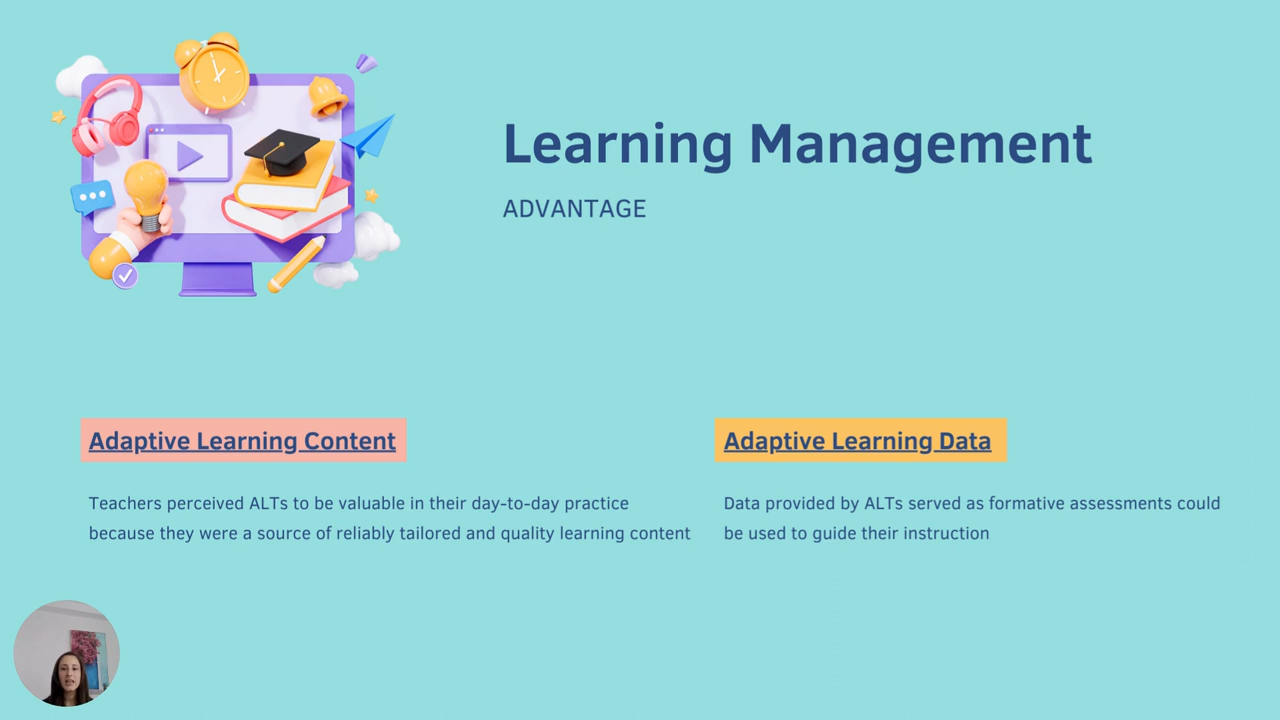 Learning Management
ADVANTAGE
Adaptive Learning Content
Teachers perceived ALTs to be valuable in their day-to-day practice
because they were a source of reliably tailored and quality learning content
Adaptive Learning Data
Data provided by ALTs served as formative assessments could
be used to guide their instruction